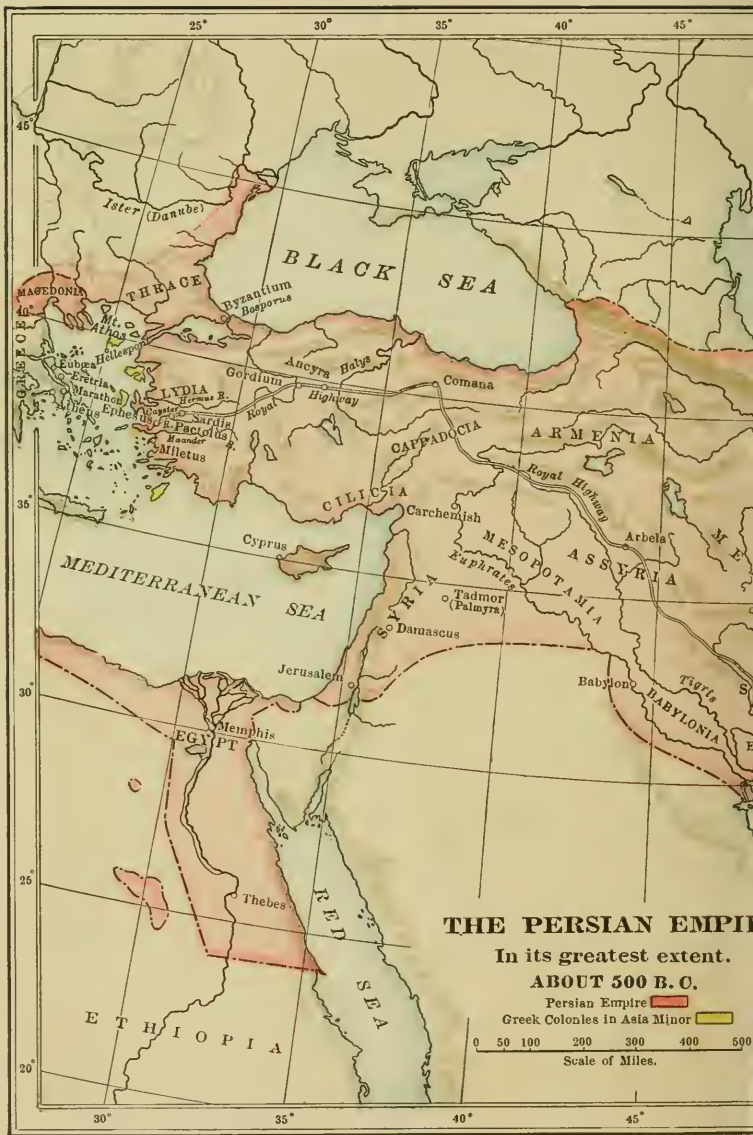 25°
30°
35°
40°
45°
45°
Ister (Danube)
BLACK SEA
MACEDONIA
THRACE
Byzantium
Bosporus
40°
Mt.
Athos
Hellespont
GREECE
Eubœa
Eretria
Marathon
Athens
Ephesus
LYDIA
Hermus R.
Cayster
R.
Sardis
Pactolus
Maander
R.
Miletus
Gordium
Ancyra
Halys
Royal
Highway
Comana
CAPPADOCIA
ARMENIA
Royal Highway
35°
CILICIA
Carchemish
Arbela
ME
Cyprus
MESOPOTAMIA
ASSYRIA
Euphrates
MEDITERRANEAN SEA
SYRIA
Tadmor
(Palmyra)
Damascus
Jerusalem
Babylon
Tigris
S
BABYLONIA
E
30°
Memphis
EGYPT
25°
Thebes
RED SEA
ETHIOPIA
20°
THE PERSIAN EMPI
In its greatest extent.
ABOUT 500 B. C.
Persian Empire
Greek Colonies in Asia Minor
0 50 100 200 300 400 500
Scale of Miles.
30°
35°
40°
45°